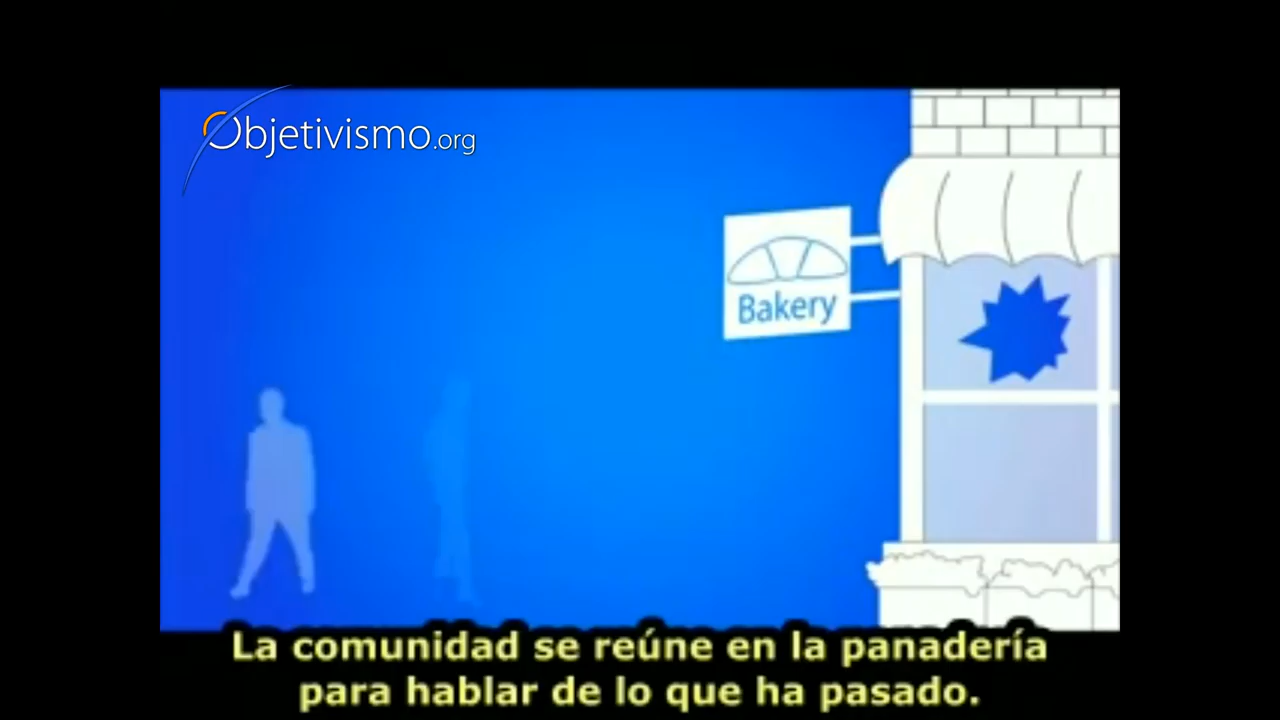 Objetivismo.org
Bakery
La comunidad se reúne en la panadería
para hablar de lo que ha pasado.